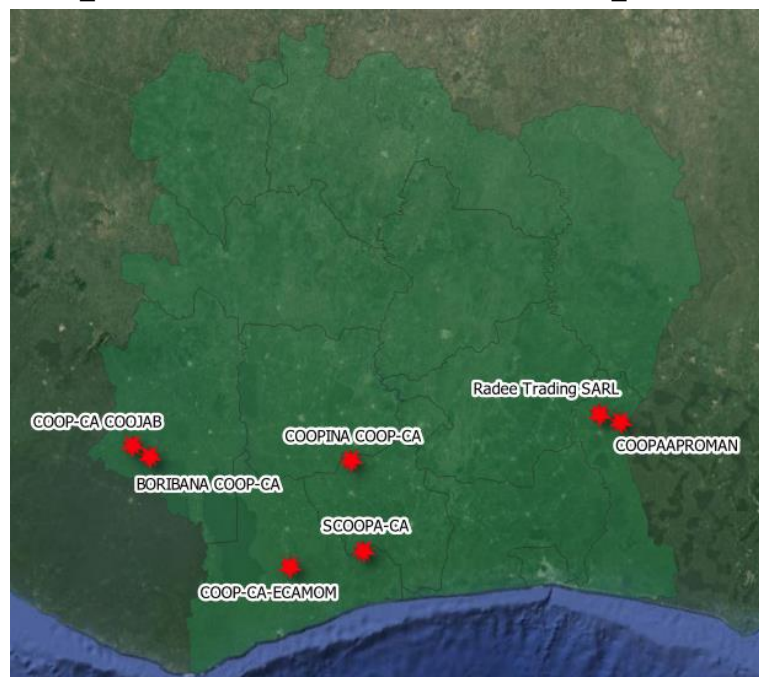 Radee Trading SARL
COOP-CA COOJAB
COOPINA COOP-CA
COOPAAPROMAN
BORIBANA COOP-CA
SCOOPA-CA
COOP-CA-ECAMOM